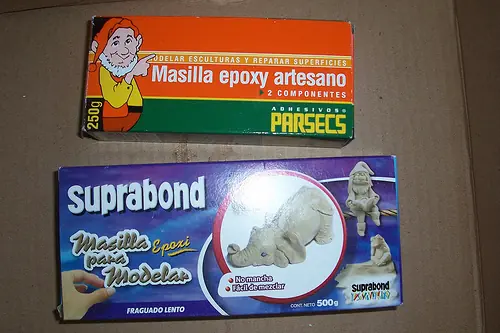 MODELAR ESCULTURAS Y REPARAR SUPERFICIES
Masilla epoxy artesano
2 COMPONENTES
ADHESIVOS®
PARSECS
250g
suprabond
Masilla Epoxi
para
Modelar
FRAGUADO LENTO
No mancha
Fácil de mezclar
CONT. NETO 500g
suprabond